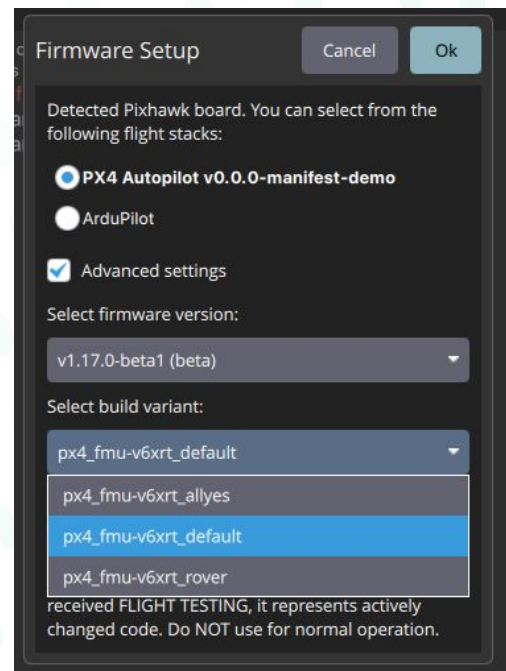 Firmware Setup
Cancel
Ok
Detected Pixhawk board. You can select from the
following flight stacks:
PX4 Autopilot v0.0.0-manifest-demo
ArduPilot
Advanced settings
Select firmware version:
v1.17.0-beta1 (beta)
Select build variant:
px4_fmu-v6xrt_default
px4_fmu-v6xrt_allyes
px4_fmu-v6xrt_default
px4_fmu-v6xrt_rover
received FLIGHT TESTING, it represents actively
changed code. Do NOT use for normal operation.